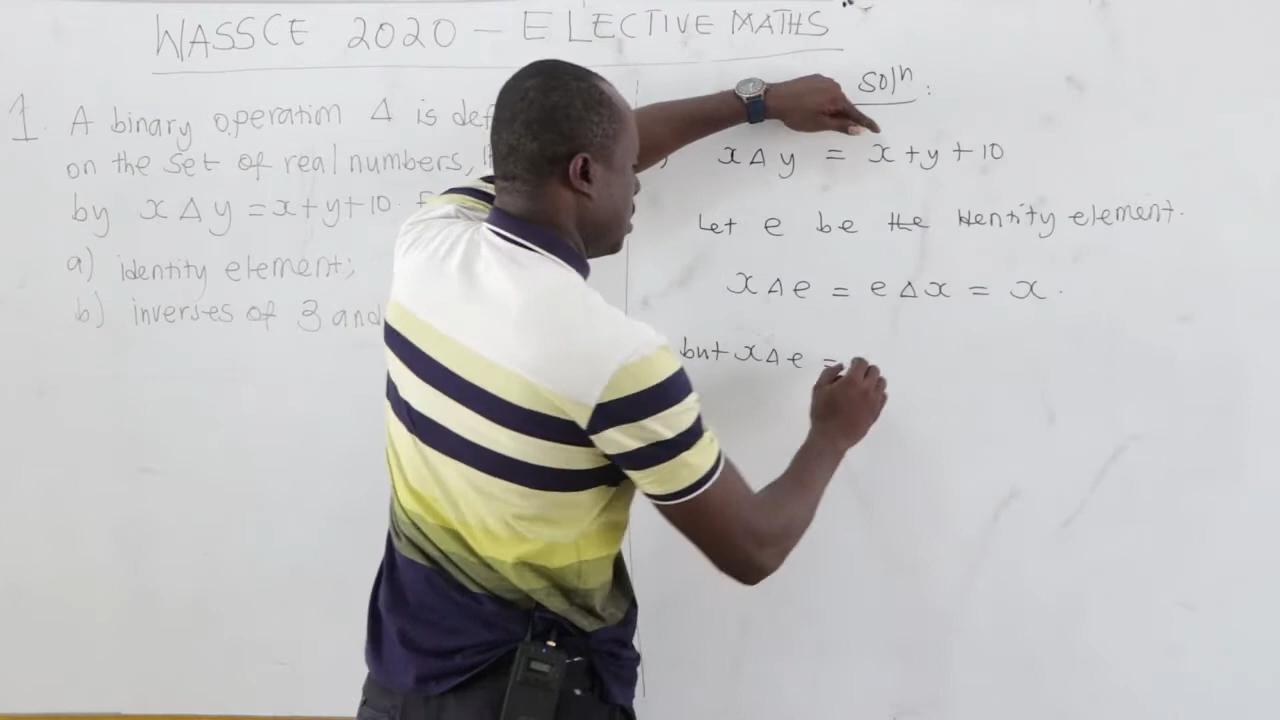 WASSCE 2020 – ELECTIVE MATHS
1. A binary operation Δ is
on the set of real numbers,
by x Δ y = x+y+10.
a) identity element;
b) inverses of 3 and
soln:
x Δ y = x + y + 10
Let e be the identity element.
x Δ e = e Δ x = x.
but x Δ e =